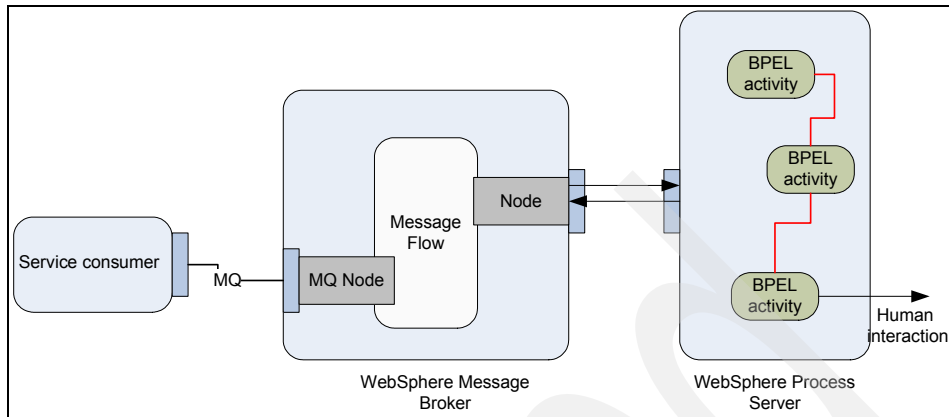 Service consumer
MQ
MQ Node
Message
Flow
Node
WebSphere Message
Broker
BPEL
activity
BPEL
activity
BPEL
activity
Human
interaction
WebSphere Process
Server